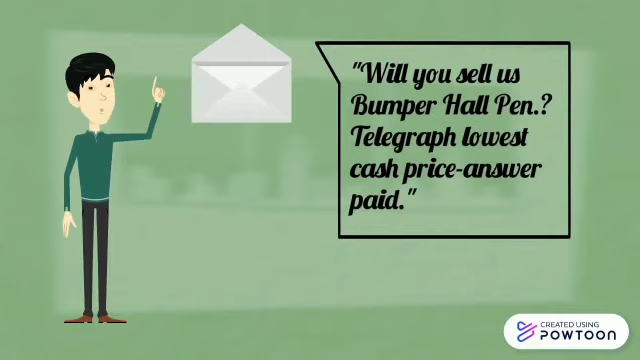 "Will you sell us
Bumper Hall Pen.?
Telegraph lowest
cash price-answer
paid."
CREATED USING
POWTOON